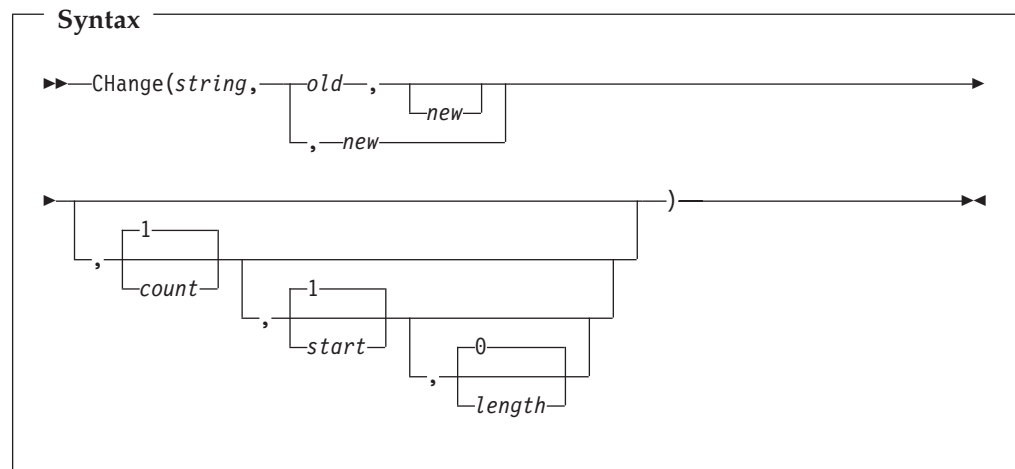 Syntax
CHange(string, old ,
new
, new
)
, 1
count
, 1
start
, 0
length